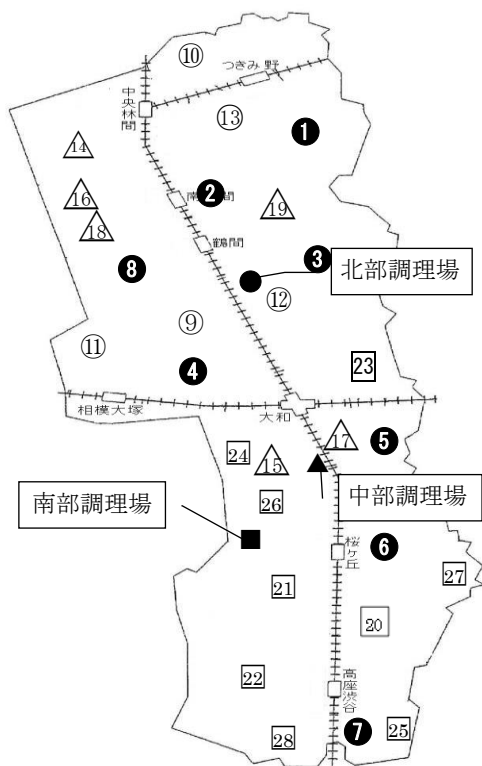 ⑩
つきみ野
中央林間
⑬
❶
14
❷
南 間
16
19
18
鶴間
❸
❽
北部調理場
⑫
⑨
⑪
❹
23
相模大塚
大和
17
❺
24
15
南部調理場
26
中部調理場
桜ヶ丘
❻
27
21
20
22
高座渋谷
❼
25
28